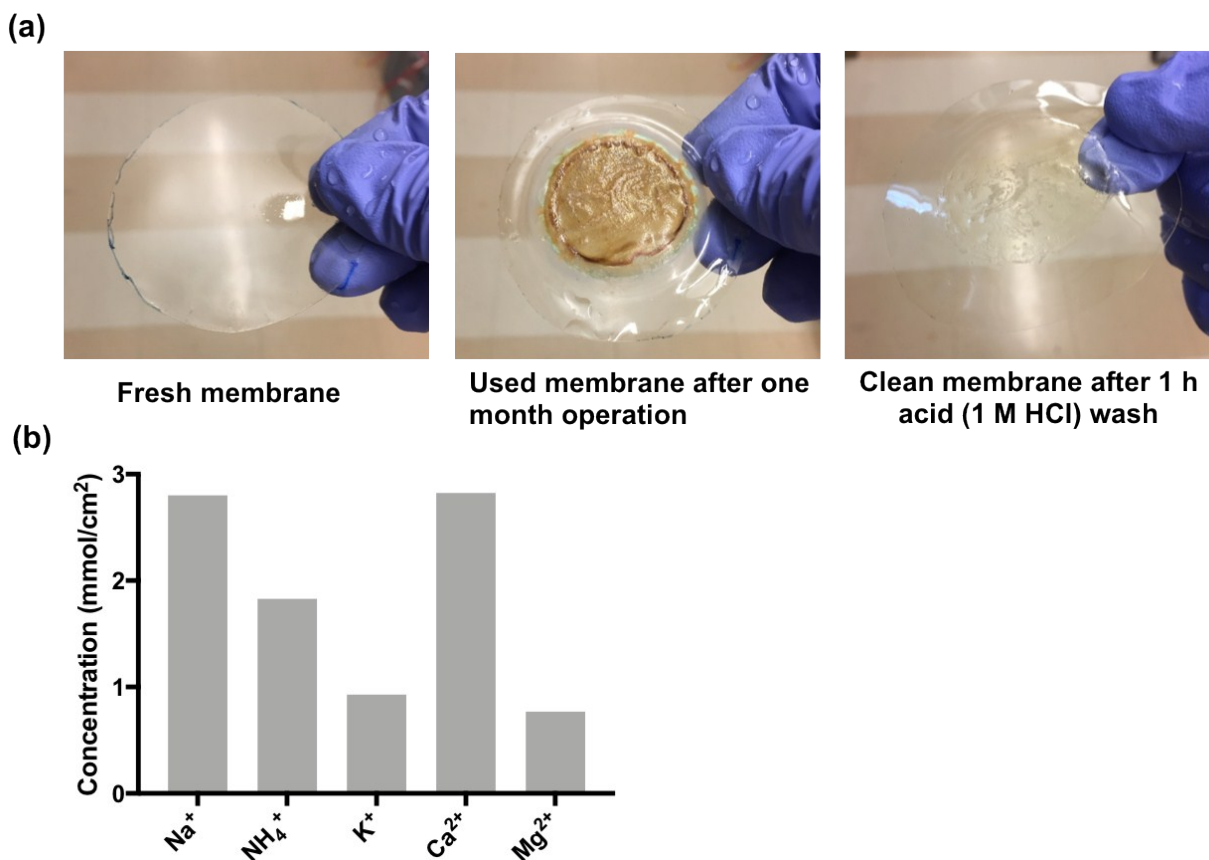 (a)
Fresh membrane
Used membrane after one
month operation
Clean membrane after 1 h
acid (1 M HCl) wash
(b)
Concentration (mmol/cm²)
3
2
1
0
Na⁺
NH₄⁺
K⁺
Ca²⁺
Mg²⁺